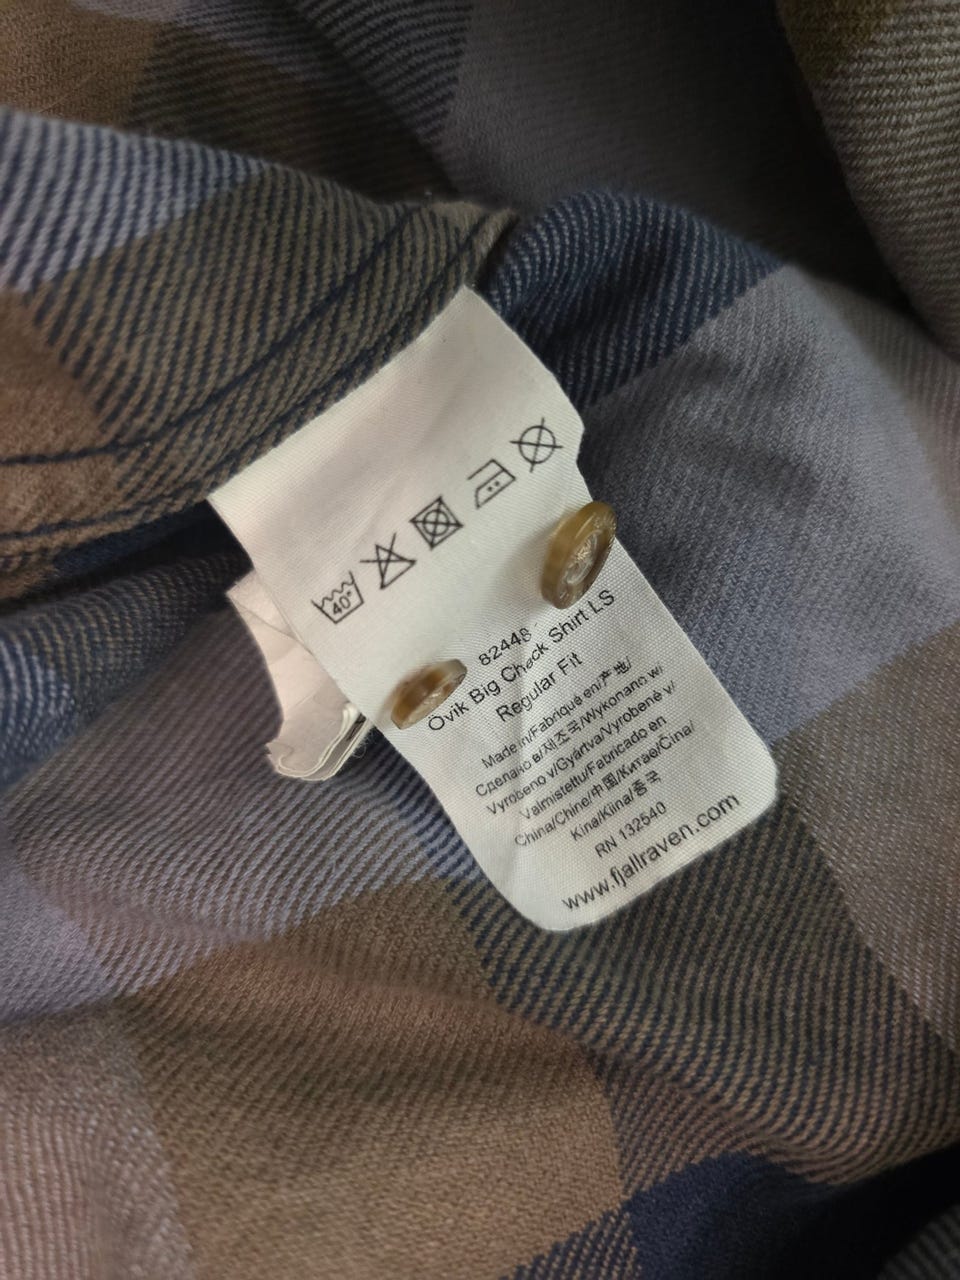 40°
82448
Övik Big Check Shirt LS
Regular Fit
Made in/Fabriqué en/产地/
Сделано в/제조국/Wykonano w/
Vyrobeno v/Gyártva/Vyrobené v/
Valmistettu/Fabricado en
China/Chine/中国/Китае/Čína/
Kina/Kiina/중국
RN 132540
www.fjallraven.com